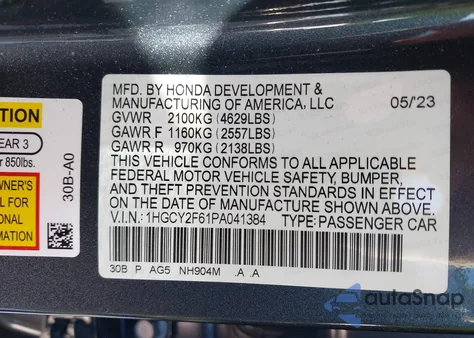 MFD. BY HONDA DEVELOPMENT &
MANUFACTURING OF AMERICA, LLC 05/23
GVWR 2100KG (4629LBS)
GAWR F 1160KG (2557LBS)
GAWR R 970KG (2138LBS)
THIS VEHICLE CONFORMS TO ALL APPLICABLE
FEDERAL MOTOR VEHICLE SAFETY, BUMPER,
AND THEFT PREVENTION STANDARDS IN EFFECT
ON THE DATE OF MANUFACTURE SHOWN ABOVE.
V.I.N.: 1HGCY2F61PA041384 TYPE: PASSENGER CAR
30B P AG5 NH904M .A .A
TION
EAR 3
r 850lbs.
WNER'S
AL FOR
ONAL
RMATION
30B-A0
autoSnap